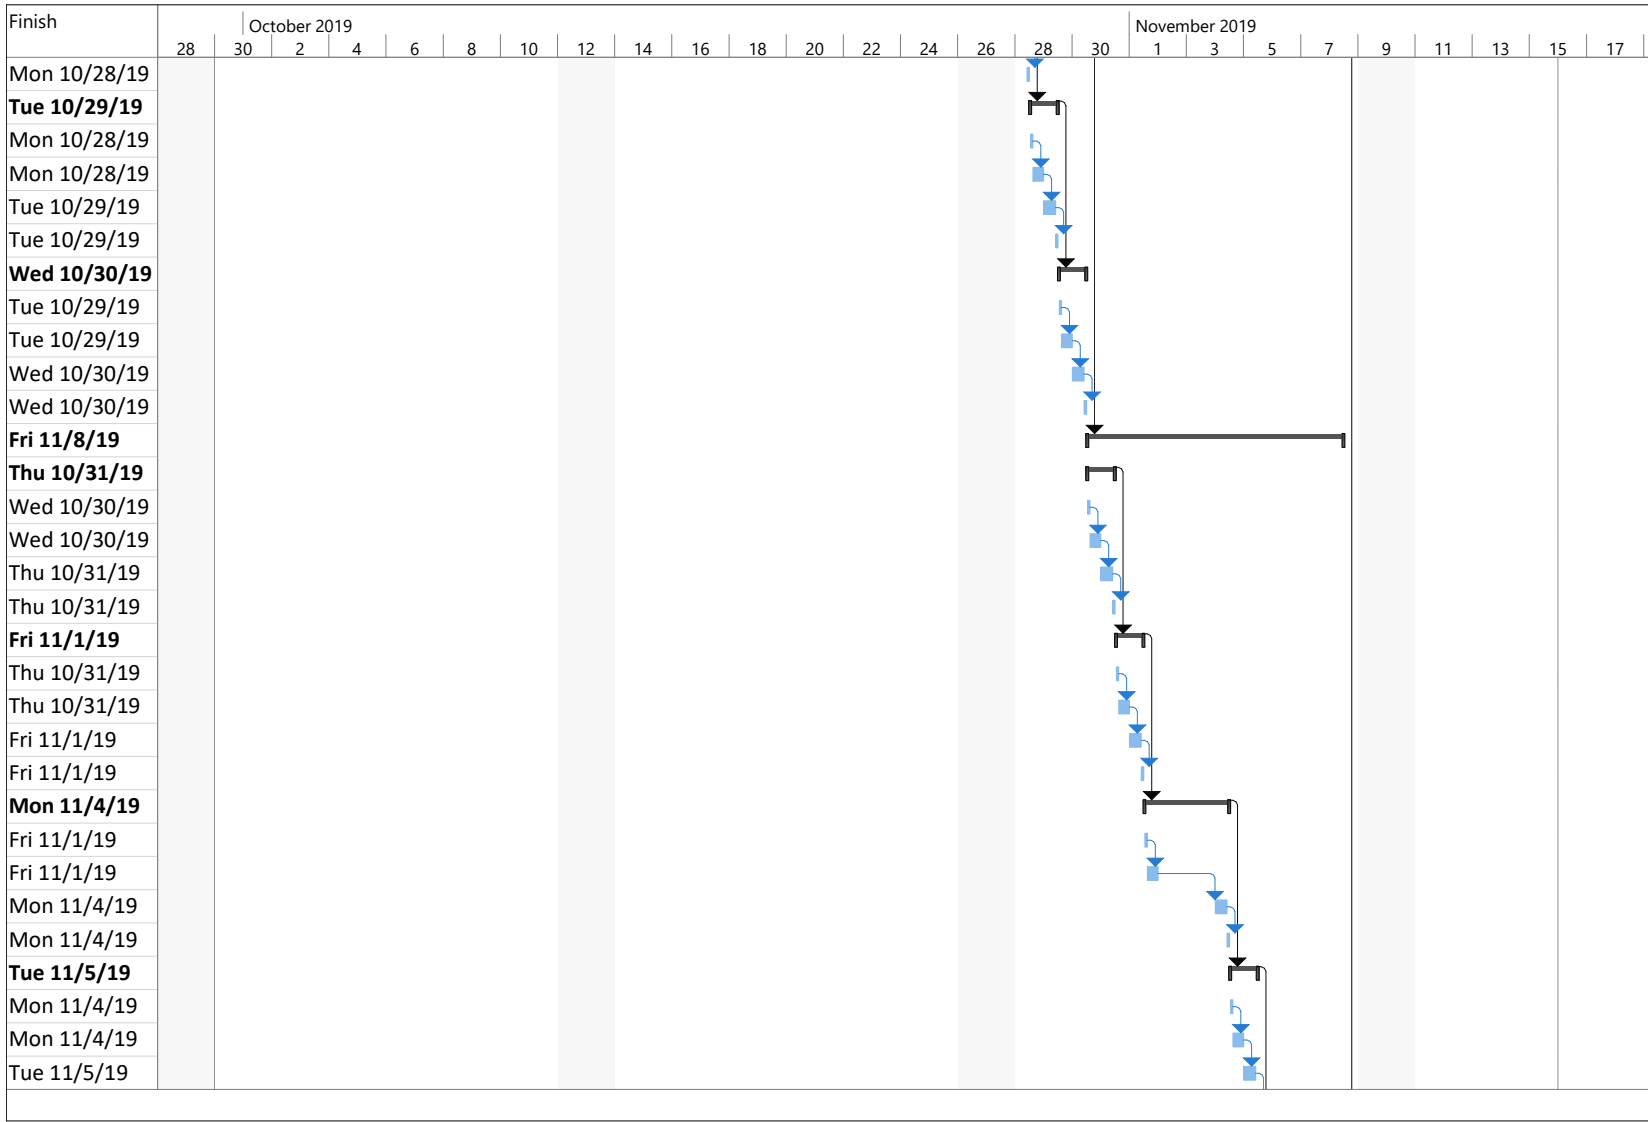 Finish
October 2019
November 2019
28 30 2 4 6 8 10 12 14 16 18 20 22 24 26 28 30 1 3 5 7 9 11 13 15 17
Mon 10/28/19
Tue 10/29/19
Mon 10/28/19
Mon 10/28/19
Tue 10/29/19
Tue 10/29/19
Wed 10/30/19
Tue 10/29/19
Tue 10/29/19
Wed 10/30/19
Wed 10/30/19
Fri 11/8/19
Thu 10/31/19
Wed 10/30/19
Wed 10/30/19
Thu 10/31/19
Thu 10/31/19
Fri 11/1/19
Thu 10/31/19
Thu 10/31/19
Fri 11/1/19
Fri 11/1/19
Mon 11/4/19
Fri 11/1/19
Fri 11/1/19
Mon 11/4/19
Mon 11/4/19
Tue 11/5/19
Mon 11/4/19
Mon 11/4/19
Tue 11/5/19